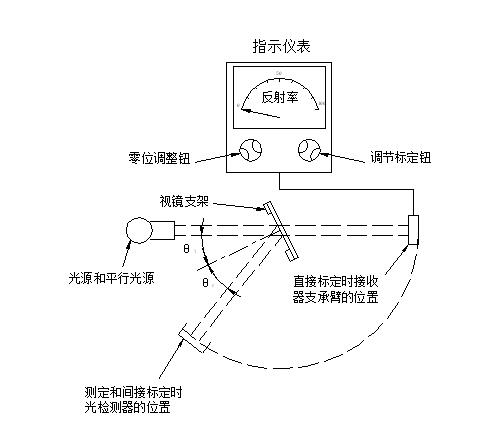 指示仪表
50
0
100
反射率
零位调整钮
调节标定钮
视镜支架
θ
光源和平行光源
θ
直接标定时接收
器支承臂的位置
测定和间接标定时
光检测器的位置